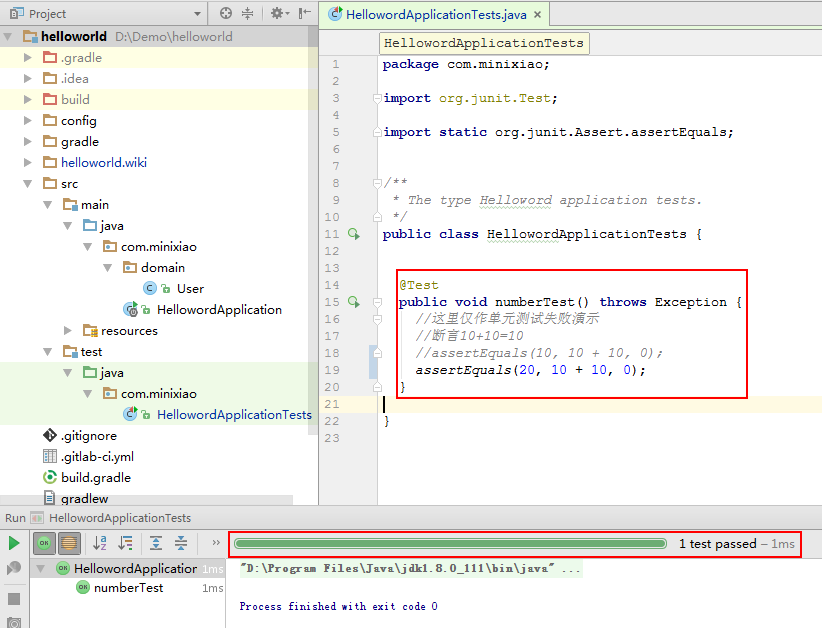 Project
HellowordApplicationTests.java
helloworld D:\Demo\helloworld
.gradle
.idea
build
config
gradle
helloworld.wiki
src
main
java
com.minixiao
domain
User
HellowordApplication
resources
test
java
com.minixiao
HellowordApplicationTests
.gitignore
.gitlab-ci.yml
build.gradle
gradlew
HellowordApplicationTests
1 package com.minixiao;
2
3 import org.junit.Test;
4
5 import static org.junit.Assert.assertEquals;
6
7
8 /**
9 * The type Helloword application tests.
10 */
11 public class HellowordApplicationTests {
12
13
14 @Test
15 public void numberTest() throws Exception {
16 //这里仅作单元测试失败演示
17 //断言10+10=10
18 //assertEquals(10, 10 + 10, 0);
19 assertEquals(20, 10 + 10, 0);
20 }
21
22 }
23
Run HellowordApplicationTests
OK
1 test passed – 1ms
OK HellowordApplication 1ms
OK numberTest 1ms
"D:\Program Files\Java\jdk1.8.0_111\bin\java" ...
Process finished with exit code 0